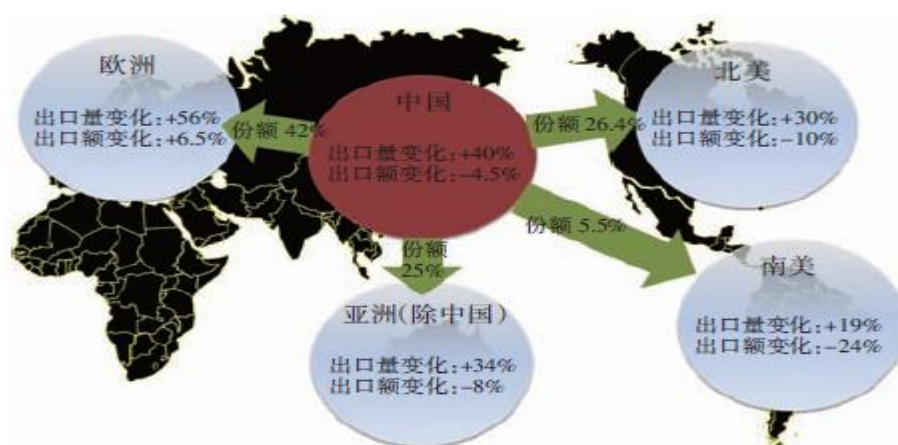 欧洲
出口量变化:+56%
出口额变化:+6.5%
份额 42%
中国
出口量变化:+40%
出口额变化:-4.5%
份额 26.4%
北美
出口量变化:+30%
出口额变化:-10%
份额 5.5%
南美
出口量变化:+19%
出口额变化:-24%
份额
25%
亚洲(除中国)
出口量变化:+34%
出口额变化:-8%